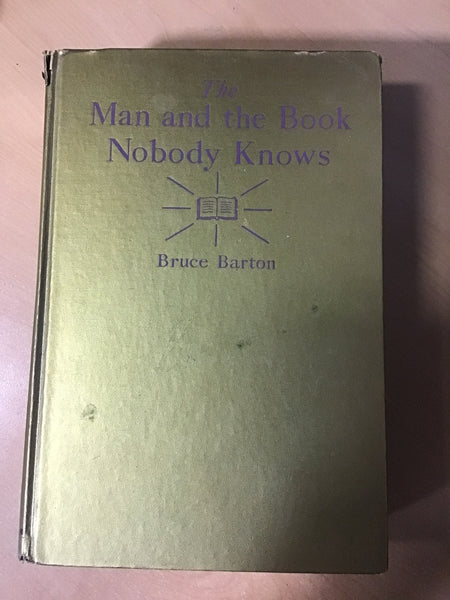 The
Man and the Book
Nobody Knows
Bruce Barton